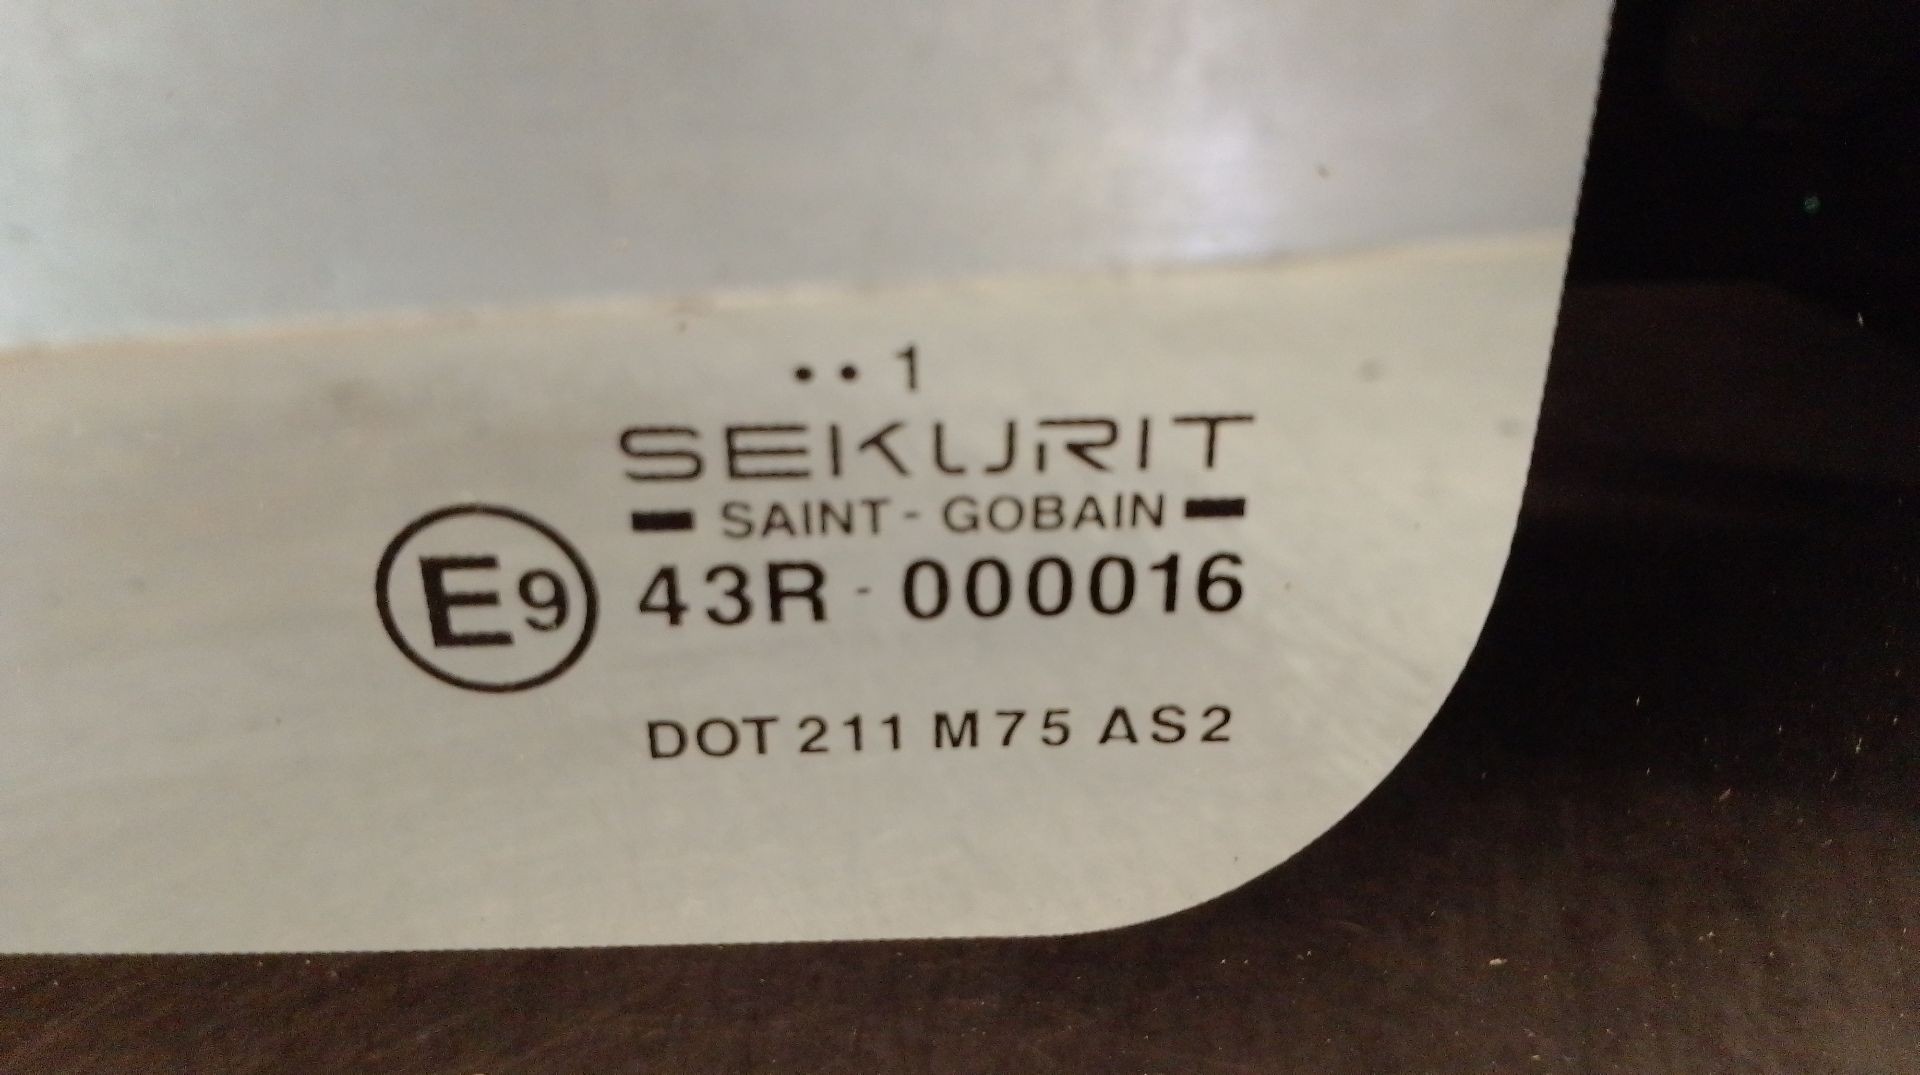 ••1
SEKURIT
SAINT-GOBAIN
E9 43R-000016
DOT 211 M75 AS2